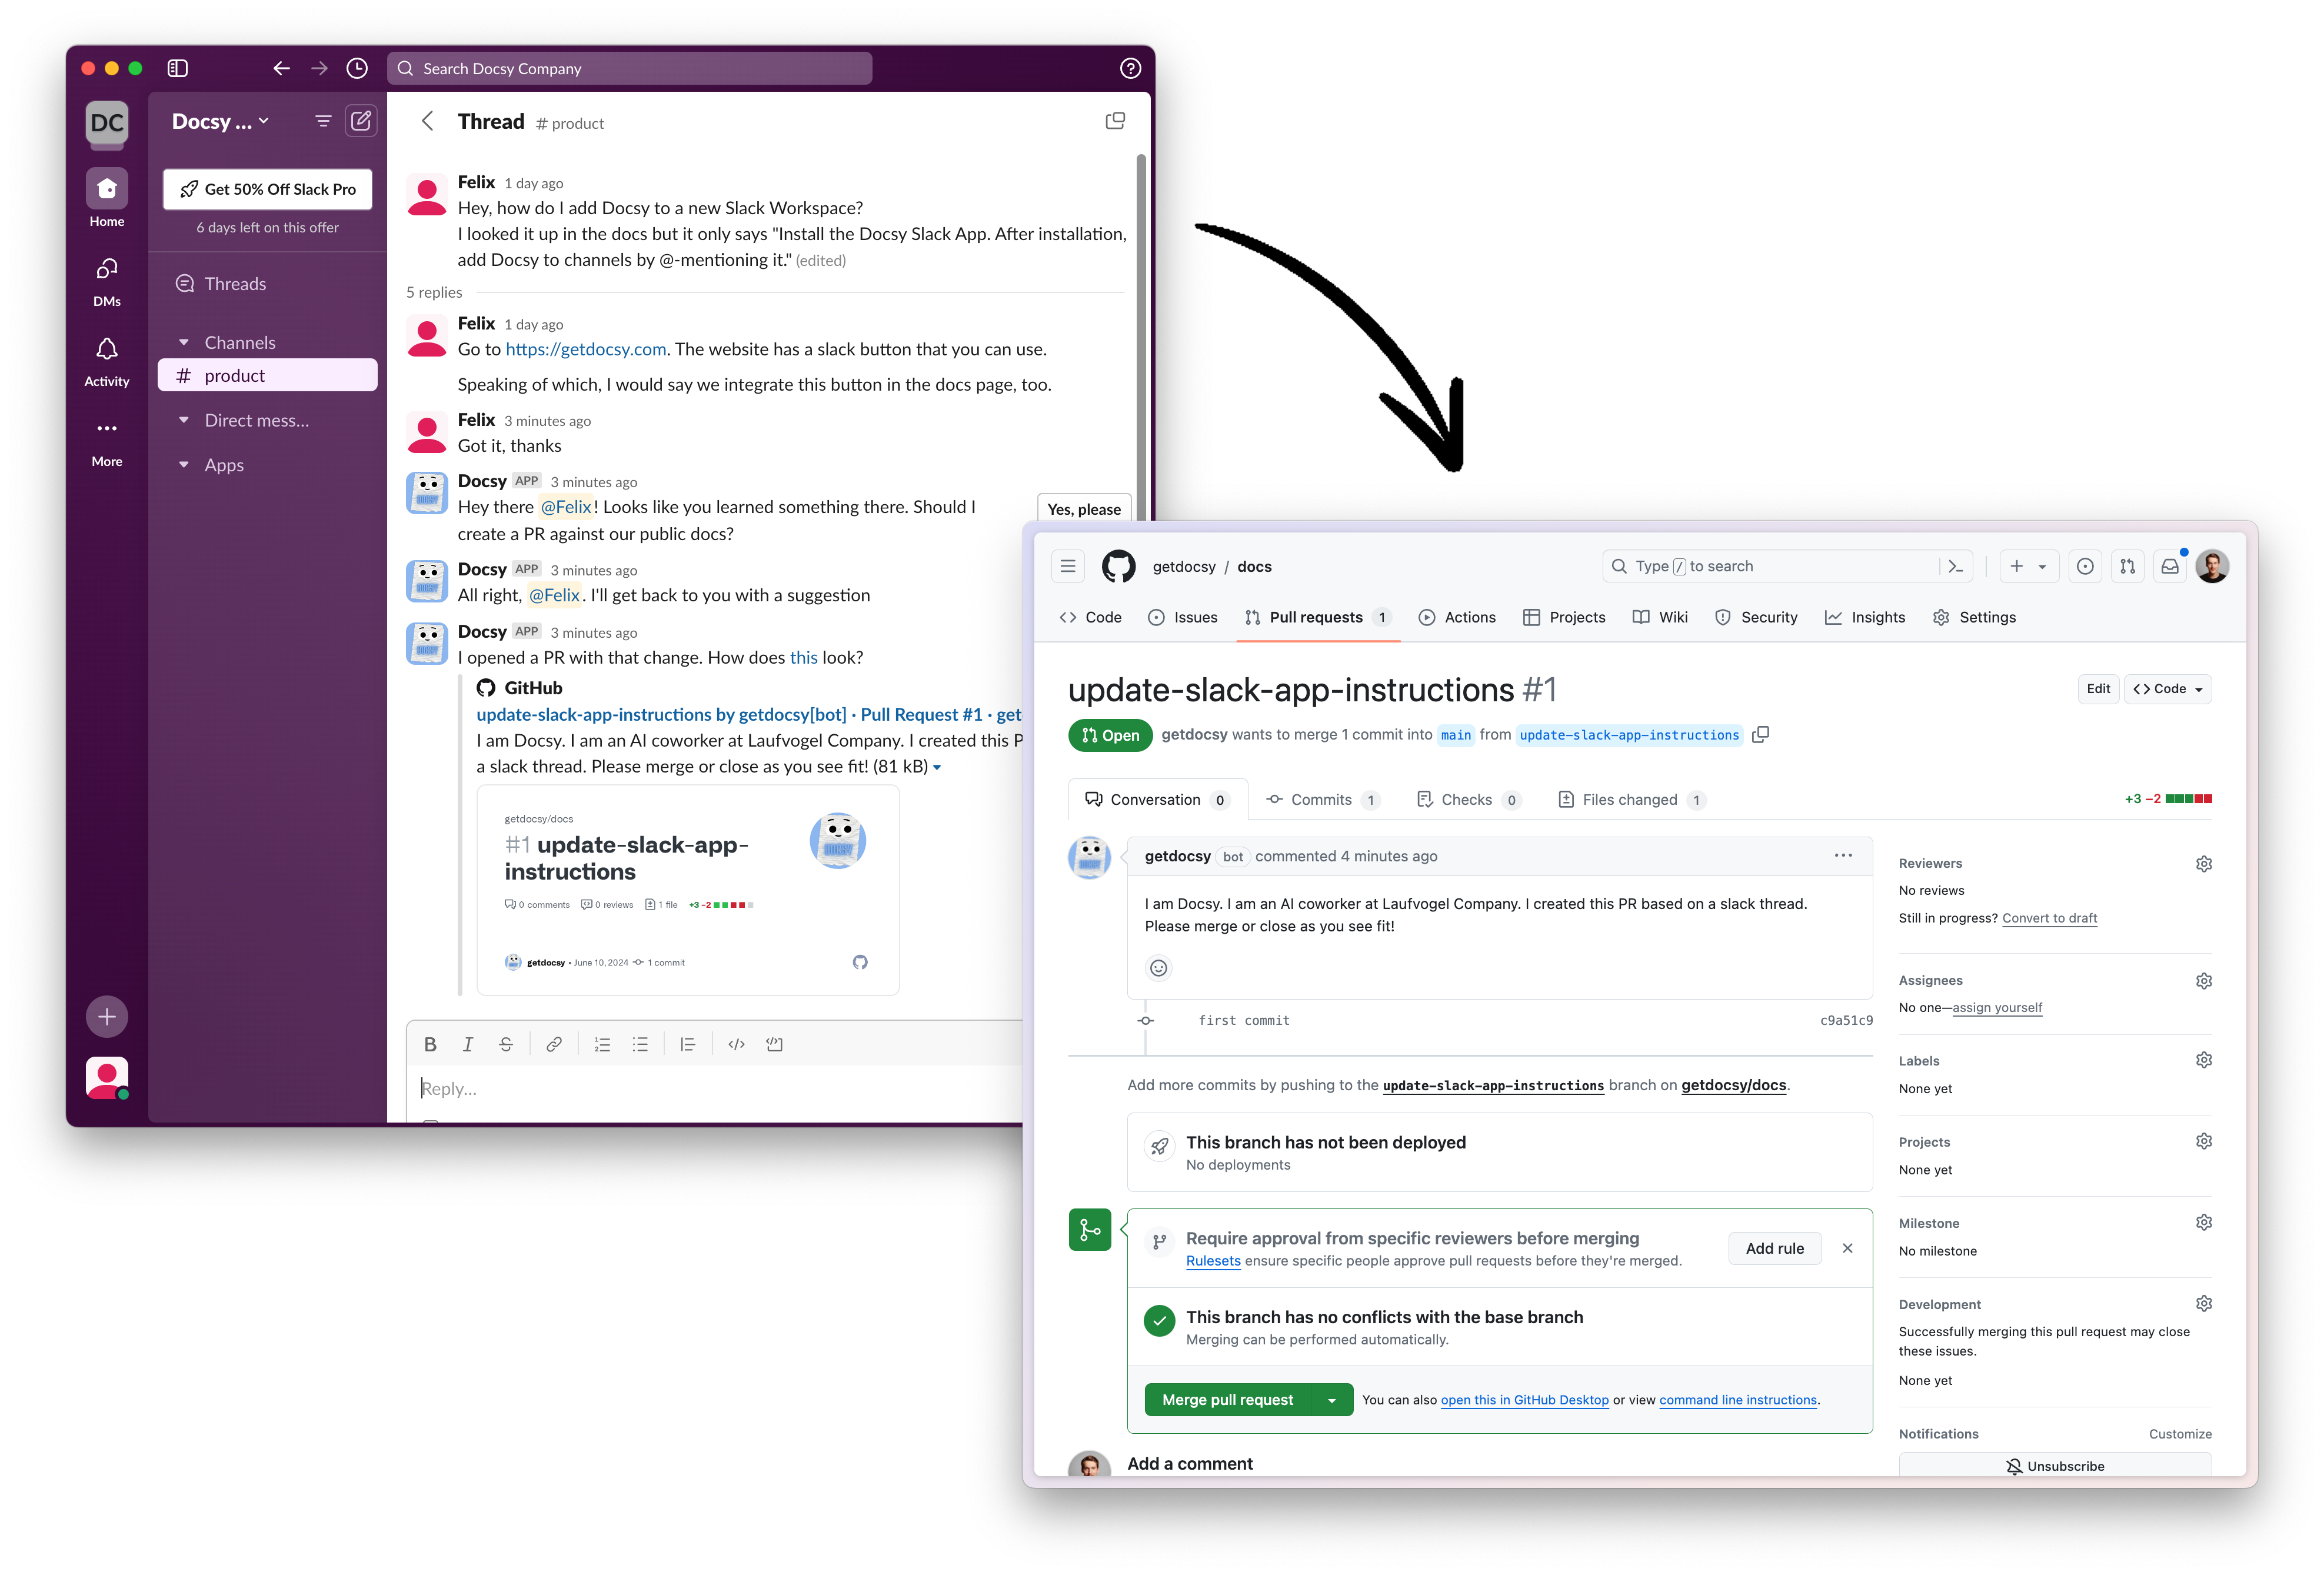 Search Docsy Company
DC
Docsy ...
Get 50% Off Slack Pro
6 days left on this offer
Home
DMs
Activity
More
Threads
Channels
# product
Direct mess...
Apps
Thread # product
Felix 1 day ago
Hey, how do I add Docsy to a new Slack Workspace?
I looked it up in the docs but it only says "Install the Docsy Slack App. After installation,
add Docsy to channels by @-mentioning it." (edited)
5 replies
Felix 1 day ago
Go to https://getdocsy.com. The website has a slack button that you can use.
Speaking of which, I would say we integrate this button in the docs page, too.
Felix 3 minutes ago
Got it, thanks
Docsy APP 3 minutes ago
Hey there @Felix! Looks like you learned something there. Should I
create a PR against our public docs?
Yes, please
Docsy APP 3 minutes ago
All right, @Felix. I'll get back to you with a suggestion
Docsy APP 3 minutes ago
I opened a PR with that change. How does this look?
GitHub
update-slack-app-instructions by getdocsy[bot] · Pull Request #1 · get
I am Docsy. I am an AI coworker at Laufvogel Company. I created this P
a slack thread. Please merge or close as you see fit! (81 kB)
getdocsy/docs
#1 update-slack-app-
instructions
0 comments 0 reviews 1 file +3 −2
getdocsy • June 10, 2024 1 commit
Reply...
getdocsy / docs
Type / to search
Code Issues Pull requests 1 Actions Projects Wiki Security Insights Settings
update-slack-app-instructions #1
Edit <> Code
Open getdocsy wants to merge 1 commit into main from update-slack-app-instructions
Conversation 0 Commits 1 Checks 0 Files changed 1 +3 −2
getdocsy bot commented 4 minutes ago
I am Docsy. I am an AI coworker at Laufvogel Company. I created this PR based on a slack thread.
Please merge or close as you see fit!
first commit c9a51c9
Add more commits by pushing to the update-slack-app-instructions branch on getdocsy/docs.
This branch has not been deployed
No deployments
Require approval from specific reviewers before merging
Rulesets ensure specific people approve pull requests before they're merged.
Add rule
This branch has no conflicts with the base branch
Merging can be performed automatically.
Merge pull request You can also open this in GitHub Desktop or view command line instructions.
Add a comment
Reviewers
No reviews
Still in progress? Convert to draft
Assignees
No one—assign yourself
Labels
None yet
Projects
None yet
Milestone
No milestone
Development
Successfully merging this pull request may close
these issues.
None yet
Notifications Customize
Unsubscribe